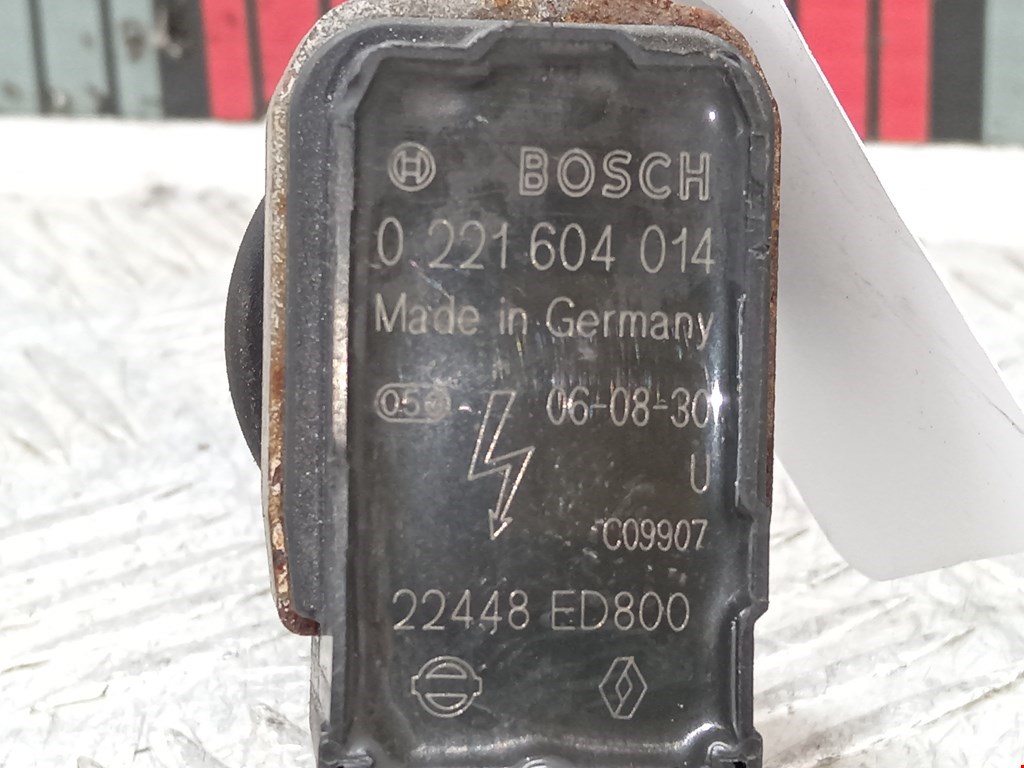 BOSCH
0 221 604 014
Made in Germany
06-08-30
U
C09907
22448 ED800